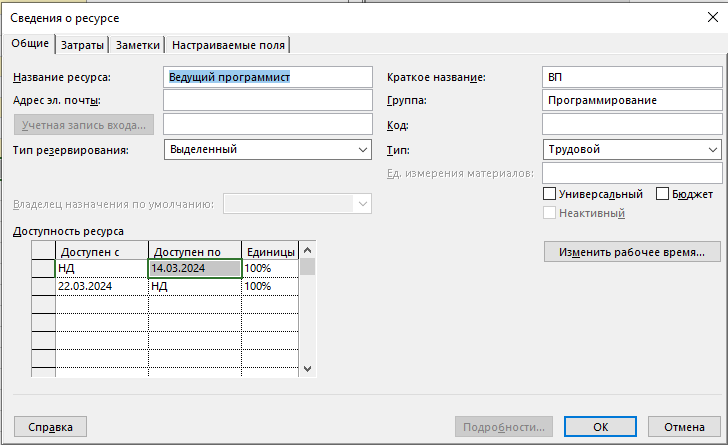 Сведения о ресурсе
Общие Затраты Заметки Настраиваемые поля
Название ресурса: Ведущий программист Краткое название: ВП
Адрес эл. почты: Группа: Программирование
Учетная запись входа... Код:
Тип резервирования: Выделенный Тип: Трудовой
Ед. измерения материалов:
Владелец назначения по умолчанию: Универсальный Бюджет
Неактивный
Доступность ресурса
Доступен с Доступен по Единицы Изменить рабочее время...
НД 14.03.2024 100%
22.03.2024 НД 100%
Справка Подробности... ОК Отмена